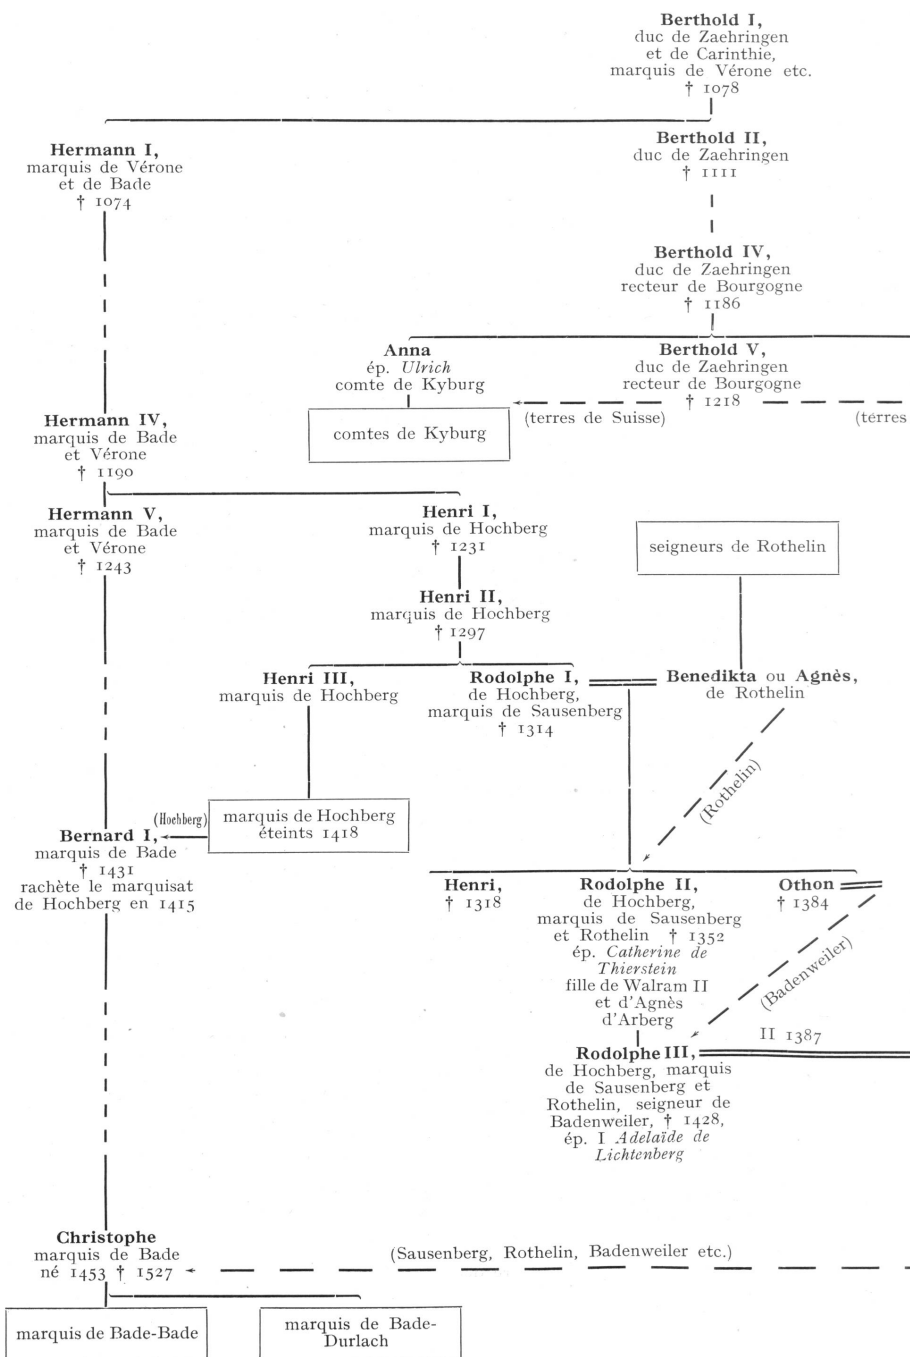 Berthold I,
duc de Zaehringen
et de Carinthie,
marquis de Vérone etc.
† 1078
Hermann I,
marquis de Vérone
et de Bade
† 1074
Berthold II,
duc de Zaehringen
† 1111
Berthold IV,
duc de Zaehringen
recteur de Bourgogne
† 1186
Anna
ép. Ulrich
comte de Kyburg
Berthold V,
duc de Zaehringen
recteur de Bourgogne
† 1218
(terres de Suisse)
(terres
comtes de Kyburg
Hermann IV,
marquis de Bade
et Vérone
† 1190
Hermann V,
marquis de Bade
et Vérone
† 1243
Henri I,
marquis de Hochberg
† 1231
seigneurs de Rothelin
Henri II,
marquis de Hochberg
† 1297
Henri III,
marquis de Hochberg
Rodolphe I,
de Hochberg,
marquis de Sausenberg
† 1314
Benedikta ou Agnès,
de Rothelin
(Rothelin)
(Hochberg)
marquis de Hochberg
éteints 1418
Bernard I,
marquis de Bade
† 1431
rachète le marquisat
de Hochberg en 1415
Henri,
† 1318
Rodolphe II,
de Hochberg,
marquis de Sausenberg
et Rothelin † 1352
ép. Catherine de
Thierstein
fille de Walram II
et d'Agnès
d'Arberg
Othon
† 1384
(Badenweiler)
II 1387
Rodolphe III,
de Hochberg, marquis
de Sausenberg et
Rothelin, seigneur de
Badenweiler, † 1428,
ép. I Adelaïde de
Lichtenberg
Christophe
marquis de Bade
né 1453 † 1527
(Sausenberg, Rothelin, Badenweiler etc.)
marquis de Bade-Bade
marquis de Bade-
Durlach